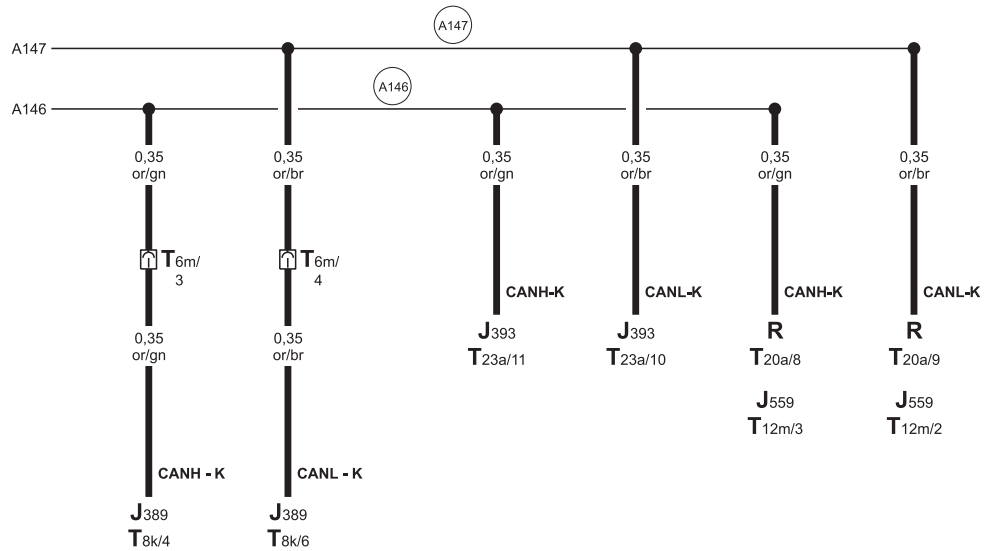 A147
A147
A146
A146
0,35 0,35 0,35 0,35 0,35 0,35
or/gn or/br or/gn or/br or/gn or/br
T6m/ T6m/
3 4
CANH-K CANL-K CANH-K CANL-K
0,35 0,35 J393 J393 R R
or/gn or/br T23a/11 T23a/10 T20a/8 T20a/9
J559 J559
T12m/3 T12m/2
CANH - K CANL - K
J389 J389
T8k/4 T8k/6